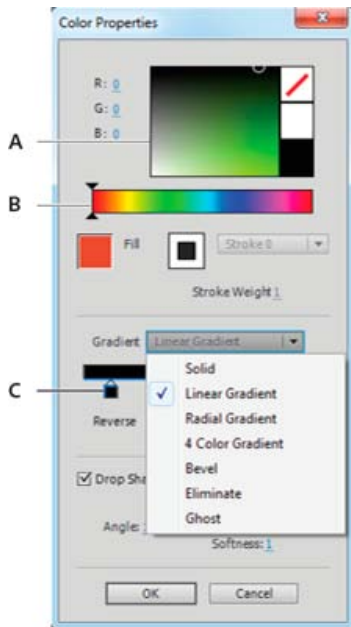 Color Properties
R: 0
G: 0
B: 0
A
B
Fill
Stroke 0
Stroke Weight 1
Gradient Linear Gradient
Solid
C
Linear Gradient
Reverse
Radial Gradient
4 Color Gradient
Bevel
Drop Sha
Eliminate
Ghost
Angle:
Softness: 1
OK Cancel